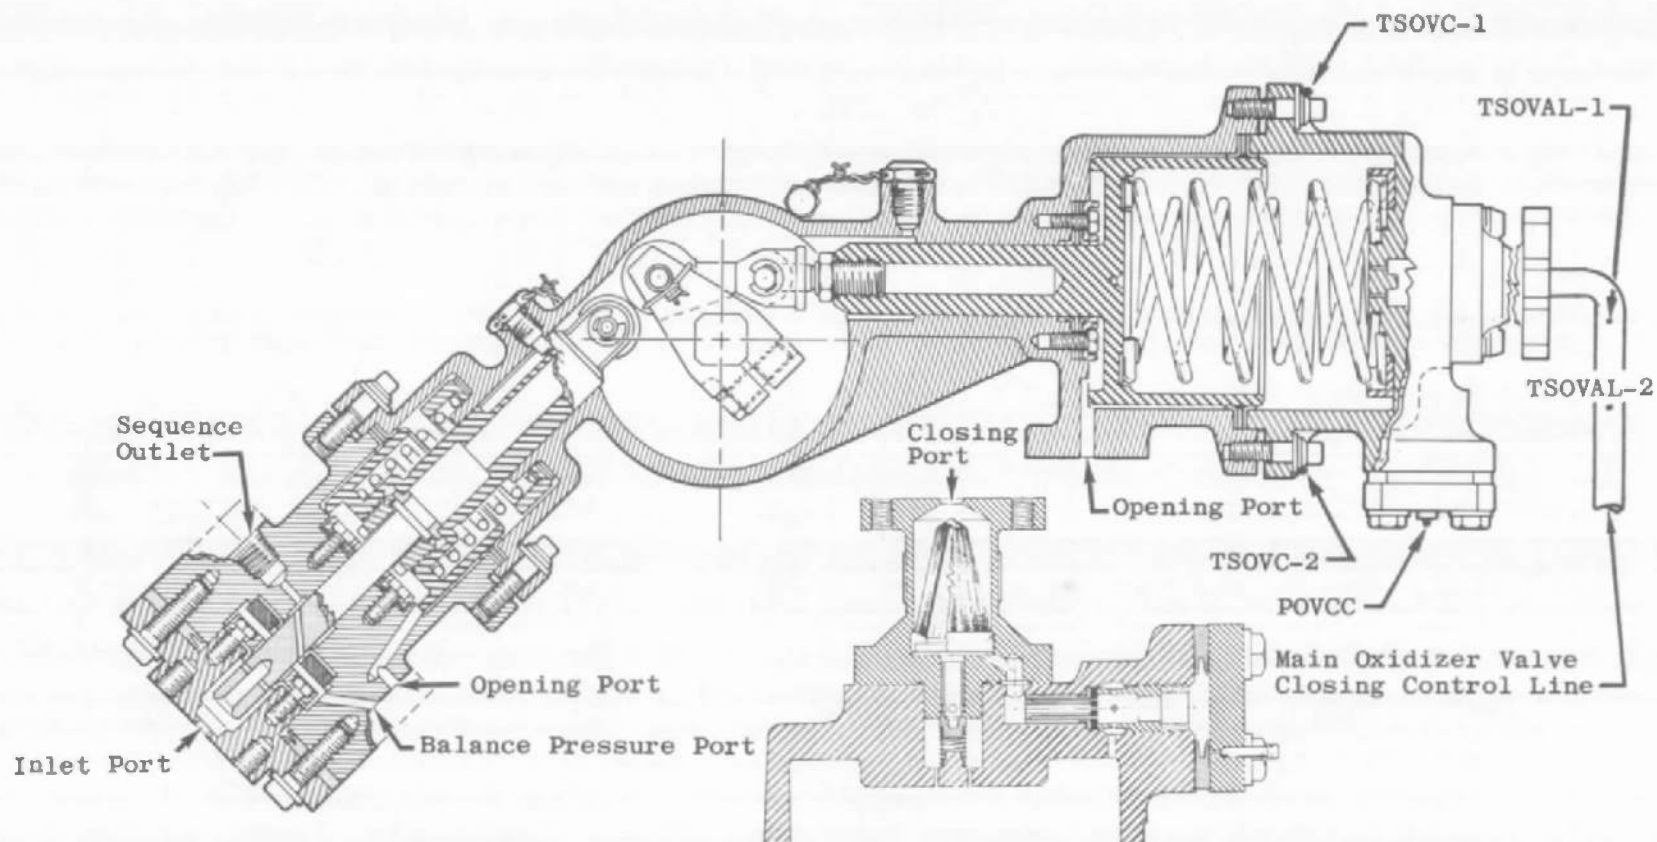 TSOVC-1
TSOVAL-1
TSOVAL-2
Sequence
Outlet
Closing
Port
Opening Port
TSOVC-2
POVCC
Main Oxidizer Valve
Closing Control Line
Opening Port
Balance Pressure Port
Inlet Port